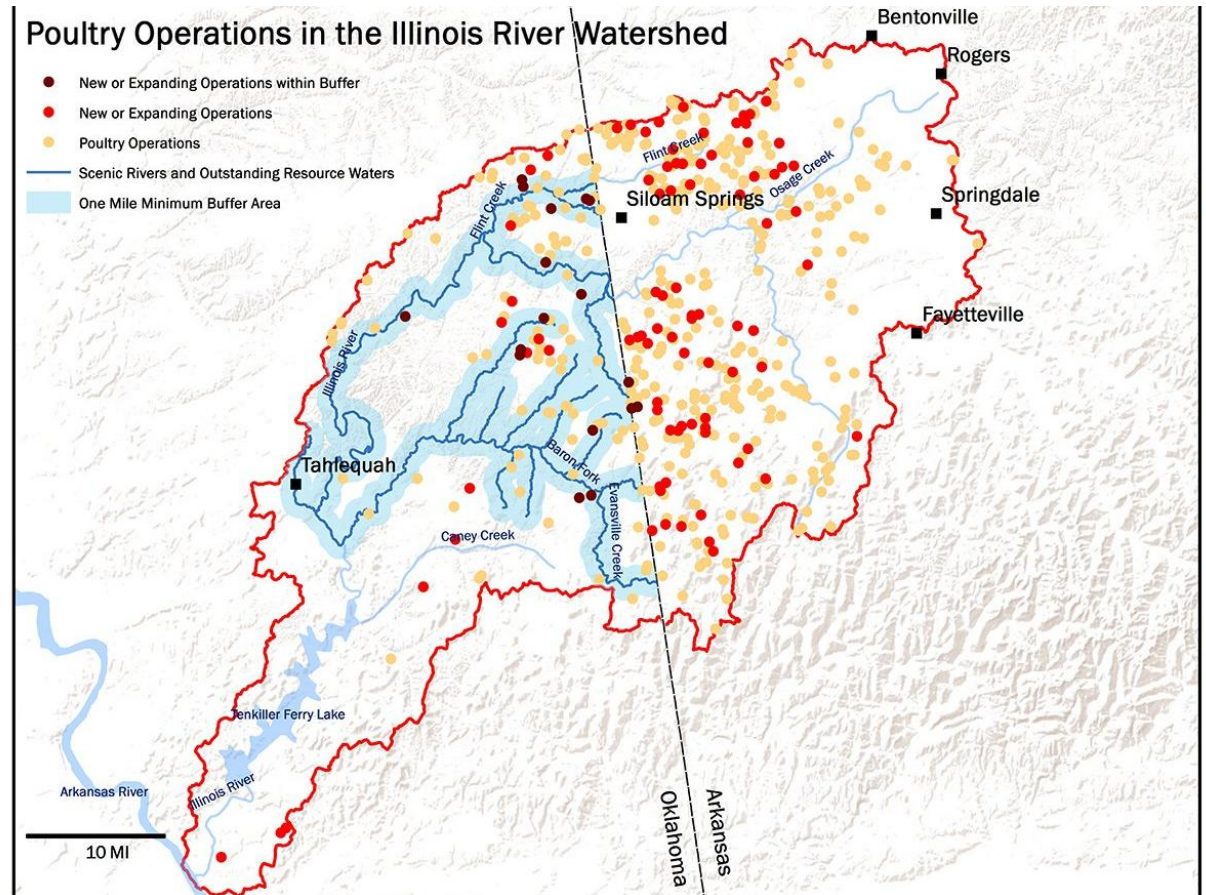 Poultry Operations in the Illinois River Watershed
New or Expanding Operations within Buffer
New or Expanding Operations
Poultry Operations
Scenic Rivers and Outstanding Resource Waters
One Mile Minimum Buffer Area
Bentonville
Rogers
Flint Creek
Osage Creek
Siloam Springs
Springdale
Flint Creek
Fayetteville
Illinois River
Tahlequah
Baron Fork
Evansville Creek
Caney Creek
Tenkiller Ferry Lake
Arkansas River
Illinois River
Oklahoma
Arkansas
10 MI